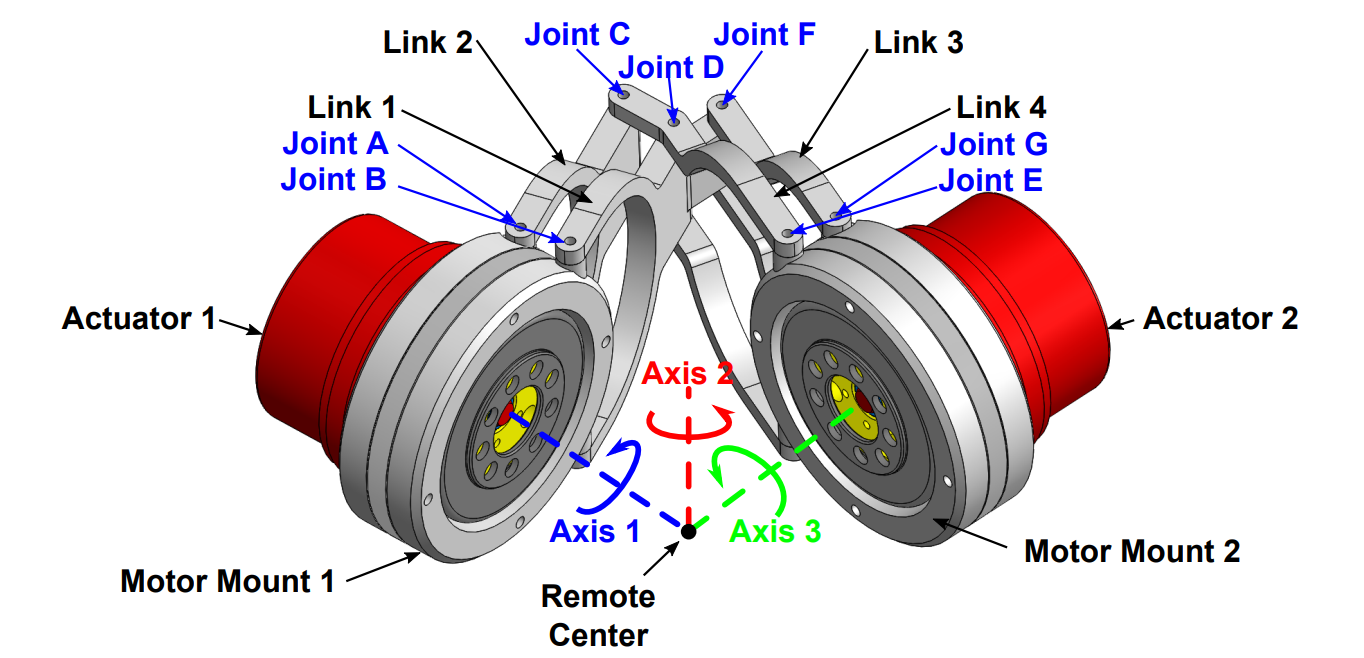 Joint C
Joint F
Link 2
Link 3
Joint D
Link 1
Link 4
Joint A
Joint G
Joint B
Joint E
Actuator 1
Actuator 2
Axis 2
Axis 1
Axis 3
Motor Mount 1
Motor Mount 2
Remote
Center